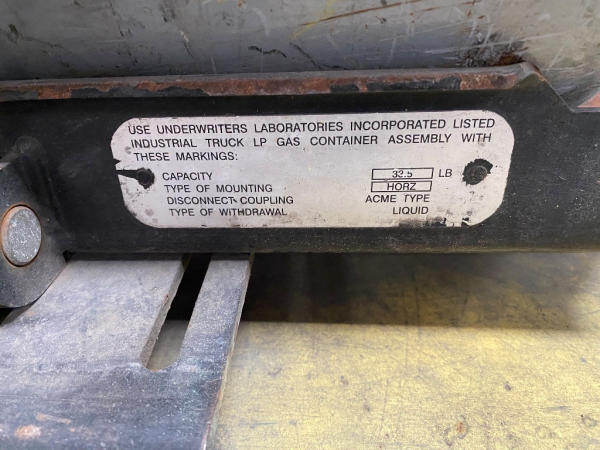 USE UNDERWRITERS LABORATORIES INCORPORATED LISTED
INDUSTRIAL TRUCK LP GAS CONTAINER ASSEMBLY WITH
THESE MARKINGS:
CAPACITY 33.5 LB
TYPE OF MOUNTING HORZ
DISCONNECT COUPLING ACME TYPE
TYPE OF WITHDRAWAL LIQUID